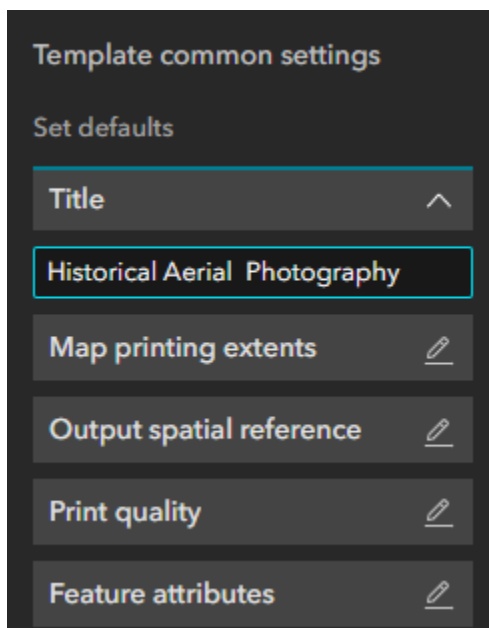 Template common settings
Set defaults
Title
Historical Aerial  Photography
Map printing extents
Output spatial reference
Print quality
Feature attributes